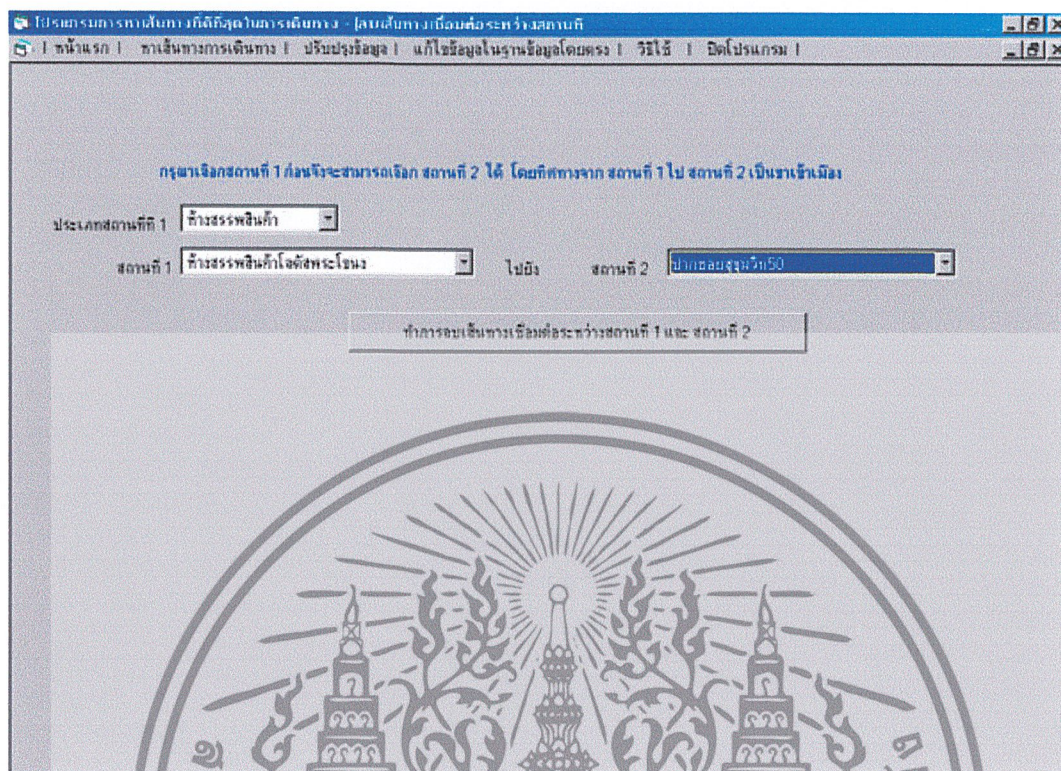 โปรแกรมการหาเส้นทางที่ดีที่สุดในการเดินทาง - [ลบเส้นทางเชื่อมต่อระหว่างสถานที่
| หน้าแรก | หาเส้นทางการเดินทาง | ปรับปรุงข้อมูล | แก้ไขข้อมูลในฐานข้อมูลโดยตรง | วิธีใช้ | ปิดโปรแกรม |
กรุณาเลือกสถานที่ 1 ก่อนจึงจะสามารถเลือก สถานที่ 2 ได้ โดยทิศทางจาก สถานที่ 1 ไป สถานที่ 2 เป็นขาเข้าเมือง
ประเภทสถานที่ที่ 1 ห้างสรรพสินค้า
สถานที่ 1 ห้างสรรพสินค้าโลตัสพระโขนง ไปยัง สถานที่ 2 ปากซอยสุขุมวิท50
ทำการลบเส้นทางเชื่อมต่อระหว่างสถานที่ 1 และ สถานที่ 2